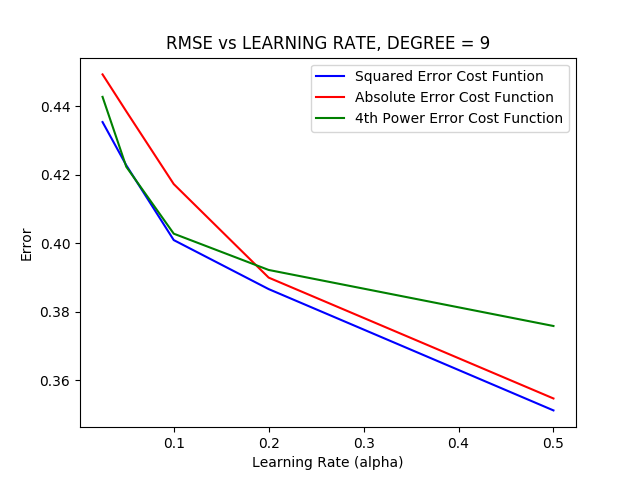 RMSE vs LEARNING RATE, DEGREE = 9
Squared Error Cost Funtion
Absolute Error Cost Function
4th Power Error Cost Function
Error
0.44
0.42
0.40
0.38
0.36
0.1 0.2 0.3 0.4 0.5
Learning Rate (alpha)